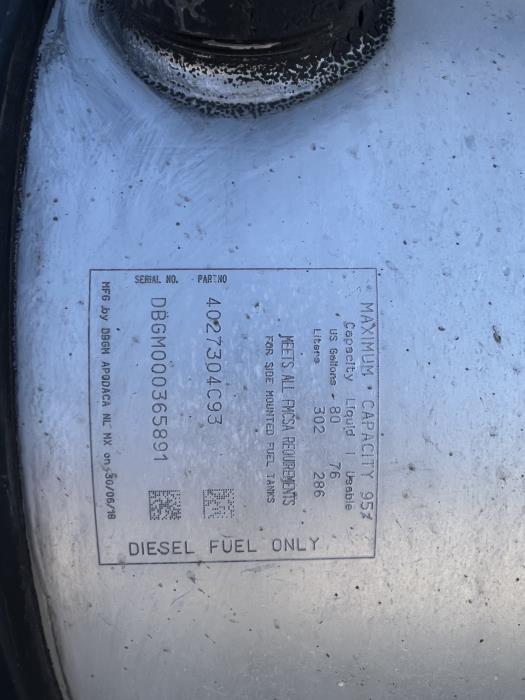 MAXIMUM CAPACITY 95%
Capacity Liquid | Usable
US Gallons - 80 76
Liters 302 286
MEETS ALL FMCSA REQUIREMENTS
FOR SIDE MOUNTED FUEL TANKS
PART NO
4027304C93
SERIAL NO.
DBGM000365891
MFG by DBGM APODACA NL MX on 30/06/18
DIESEL FUEL ONLY